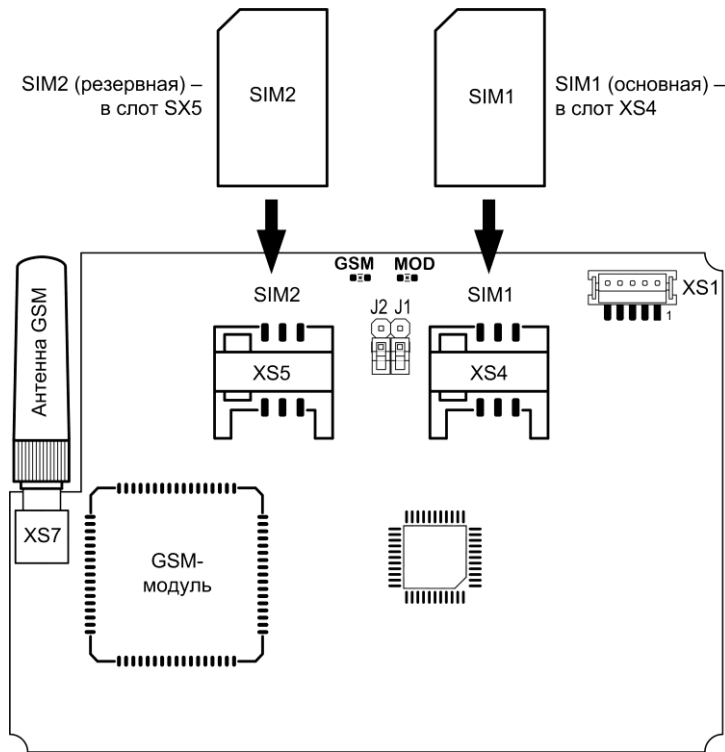 SIM2 (резервная) –
в слот SX5
SIM2
SIM1
SIM1 (основная) –
в слот XS4
GSM MOD
SIM2
J2 J1
SIM1
XS1
1
XS5
XS4
Антенна GSM
XS7
GSM-
модуль